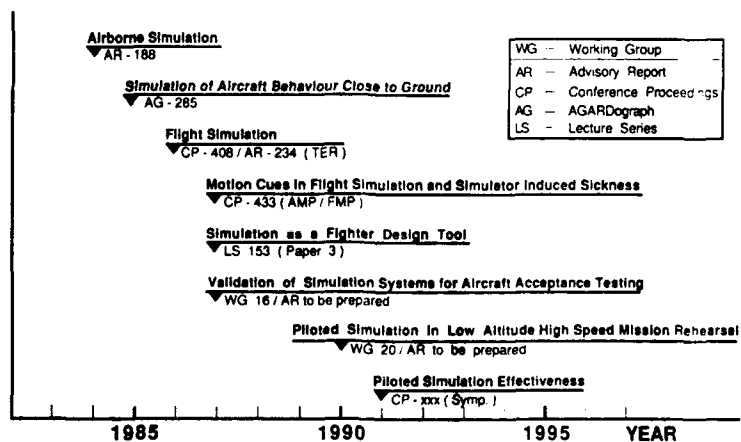 Airborne Simulation
AR - 188
Simulation of Aircraft Behaviour Close to Ground
AG - 285
Flight Simulation
CP - 408 / AR - 234 ( TER )
Motion Cues in Flight Simulation and Simulator Induced Sickness
CP - 433 ( AMP / FMP )
Simulation as a Fighter Design Tool
LS 153 ( Paper 3 )
Validation of Simulation Systems for Aircraft Acceptance Testing
WG 16 / AR to be prepared
Piloted Simulation in Low Altitude High Speed Mission Rehearsal
WG 20 / AR to be prepared
Piloted Simulation Effectiveness
CP - xxx ( Symp. )
WG – Working Group
AR – Advisory Report
CP – Conference Proceedings
AG – AGARDograph
LS – Lecture Series
1985 1990 1995 YEAR